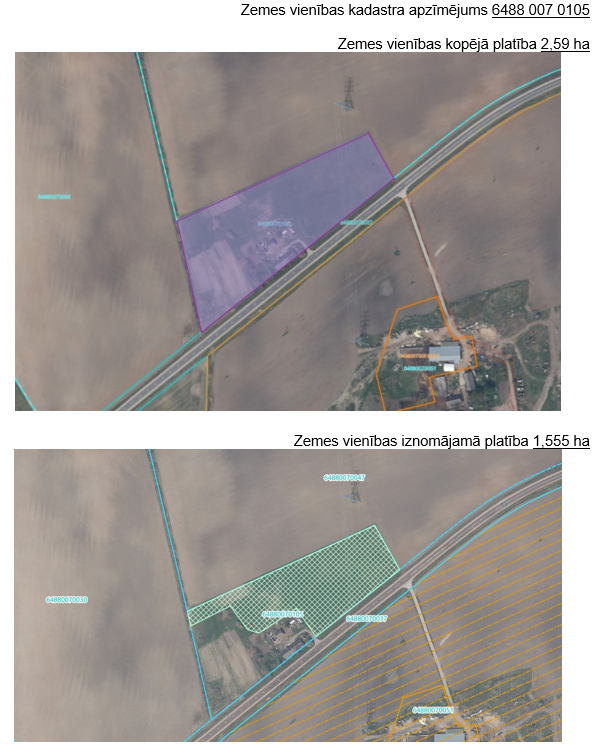 Zemes vienības kadastra apzīmējums 6488 007 0105
Zemes vienības kopējā platība 2,59 ha
Zemes vienības iznomājamā platība 1,555 ha
64880070047
64880070030
64880070105
64880070037
64880070051